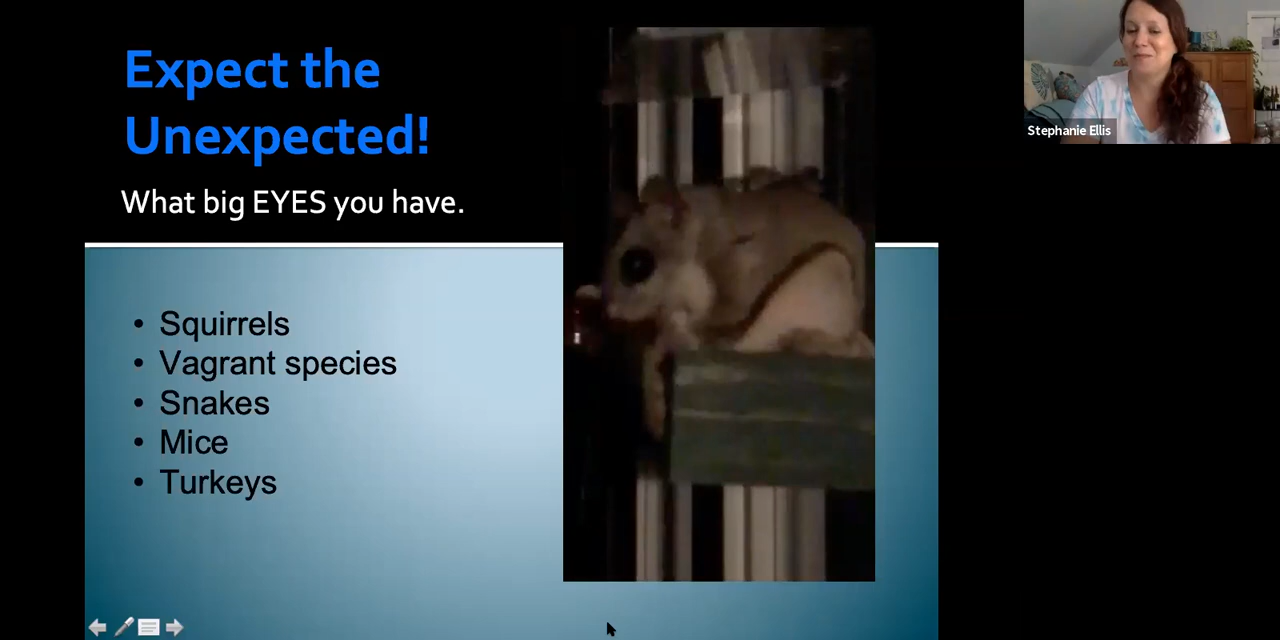 Expect the
Unexpected!
What big EYES you have.
• Squirrels
• Vagrant species
• Snakes
• Mice
• Turkeys
Stephanie Ellis